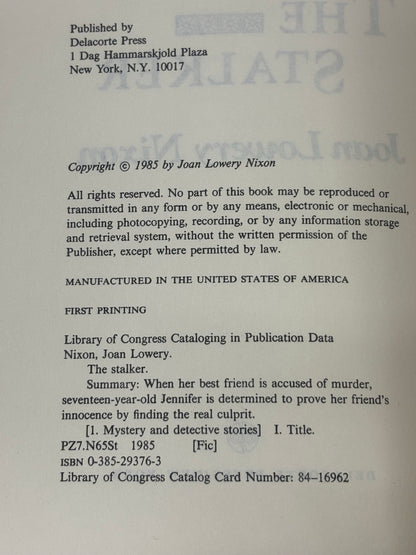 THE
STALKER
Joan Lowery Nixon
Published by
Delacorte Press
1 Dag Hammarskjold Plaza
New York, N.Y. 10017
Copyright © 1985 by Joan Lowery Nixon
All rights reserved. No part of this book may be reproduced or
transmitted in any form or by any means, electronic or mechanical,
including photocopying, recording, or by any information storage
and retrieval system, without the written permission of the
Publisher, except where permitted by law.
MANUFACTURED IN THE UNITED STATES OF AMERICA
FIRST PRINTING
Library of Congress Cataloging in Publication Data
Nixon, Joan Lowery.
The stalker.
Summary: When her best friend is accused of murder,
seventeen-year-old Jennifer is determined to prove her friend's
innocence by finding the real culprit.
[1. Mystery and detective stories] I. Title.
PZ7.N65St 1985 [Fic]
ISBN 0-385-29376-3
Library of Congress Catalog Card Number: 84-16962